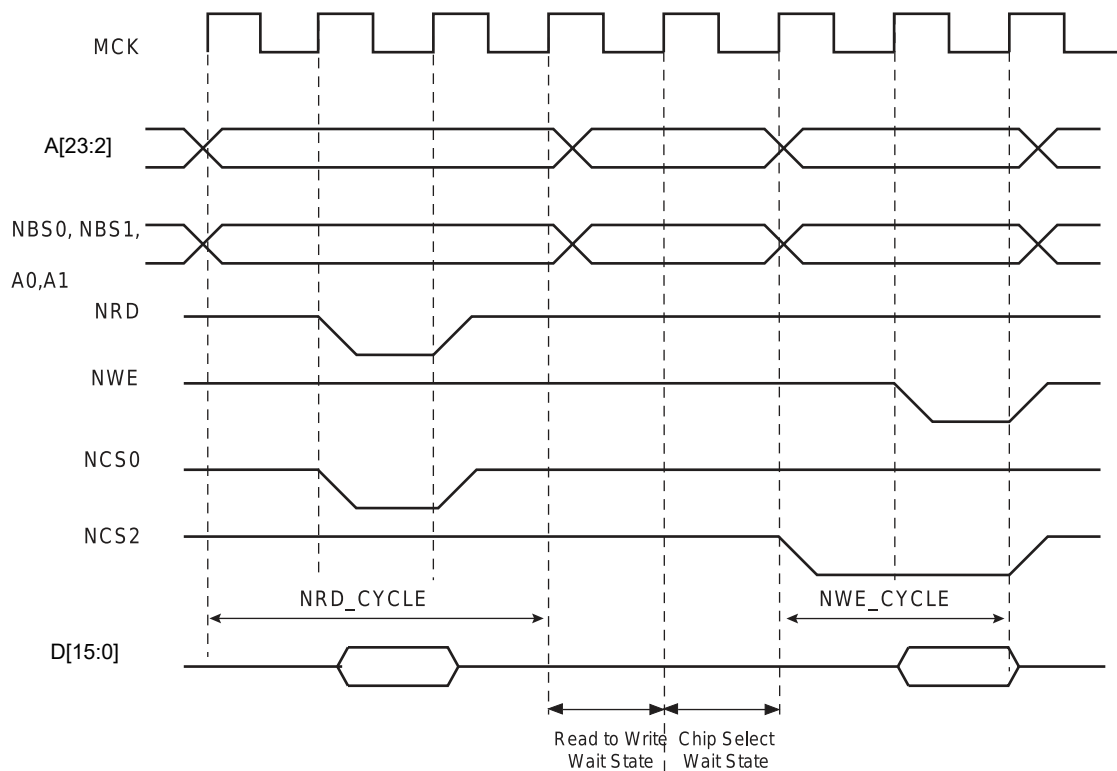 MCK
A[23:2]
NBS0, NBS1,
A0,A1
NRD
NWE
NCS0
NCS2
NRD_CYCLE
NWE_CYCLE
D[15:0]
Read to Write
Wait State
Chip Select
Wait State